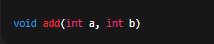 void add(int a, int b)